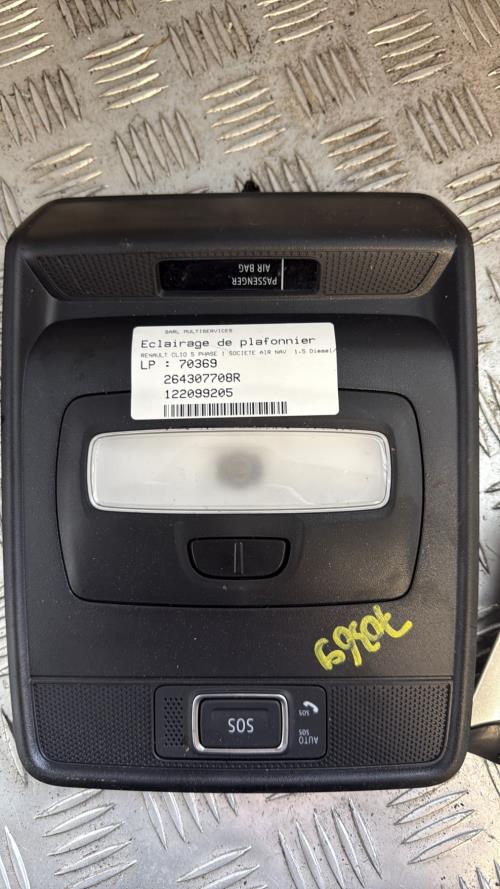 PASSENGER
AIR BAG
SARL MULTISERVICES
Eclairage de plafonnier
RENAULT CLIO 5 PHASE 1 SOCIETE AIR NAV 1-5 Diesel/
LP : 70369
264307708R
122099205
70369
SOS
SOS
AUTO
SOS